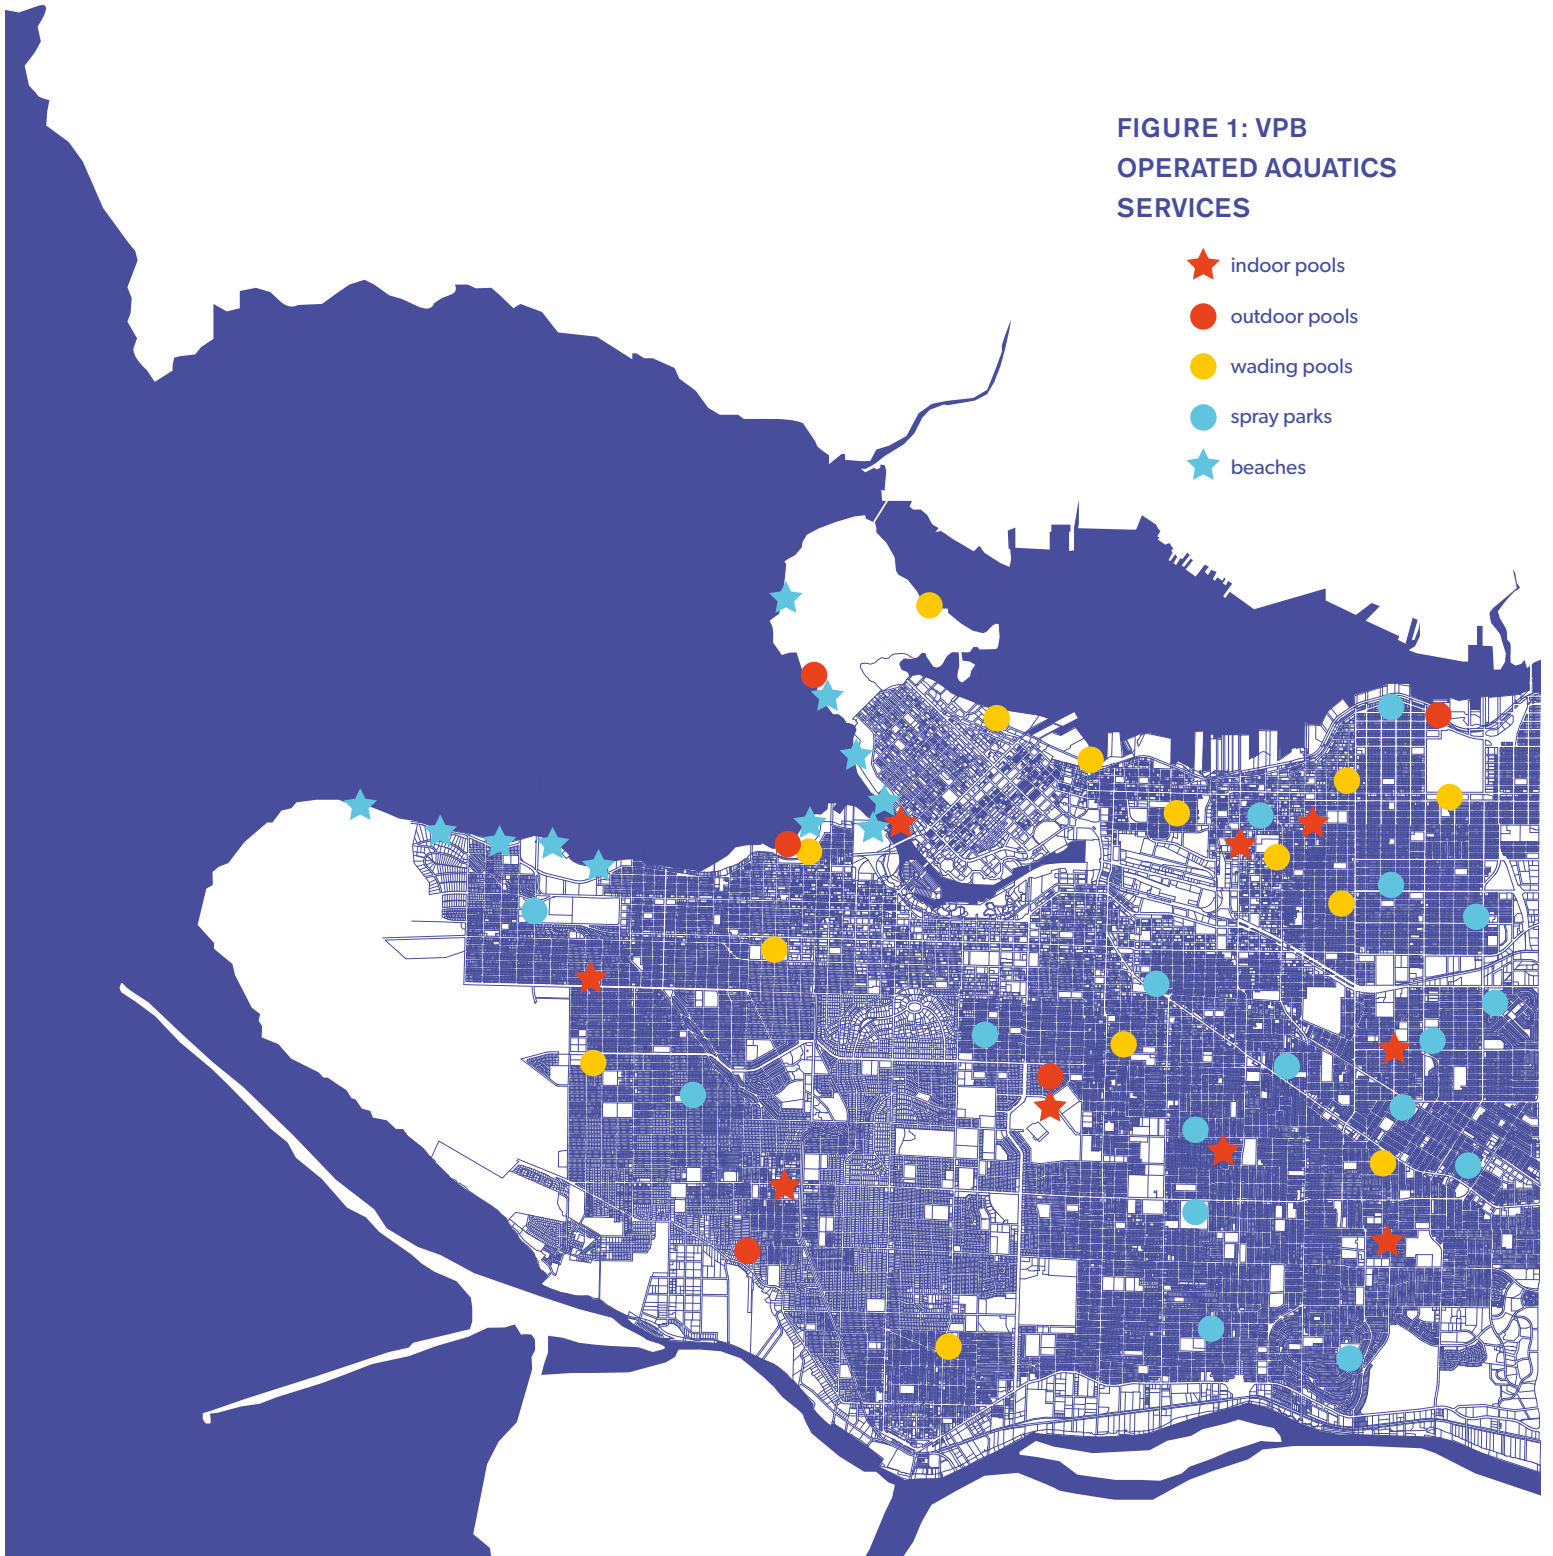 FIGURE 1: VPB
OPERATED AQUATICS
SERVICES
indoor pools
outdoor pools
wading pools
spray parks
beaches